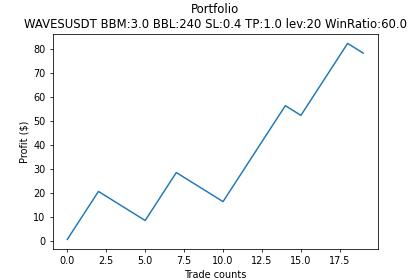 Portfolio
WAVESUSDT BBM:3.0 BBL:240 SL:0.4 TP:1.0 lev:20 WinRatio:60.0
80
70
60
50
40
30
20
10
0
Profit ($)
0.0 2.5 5.0 7.5 10.0 12.5 15.0 17.5
Trade counts